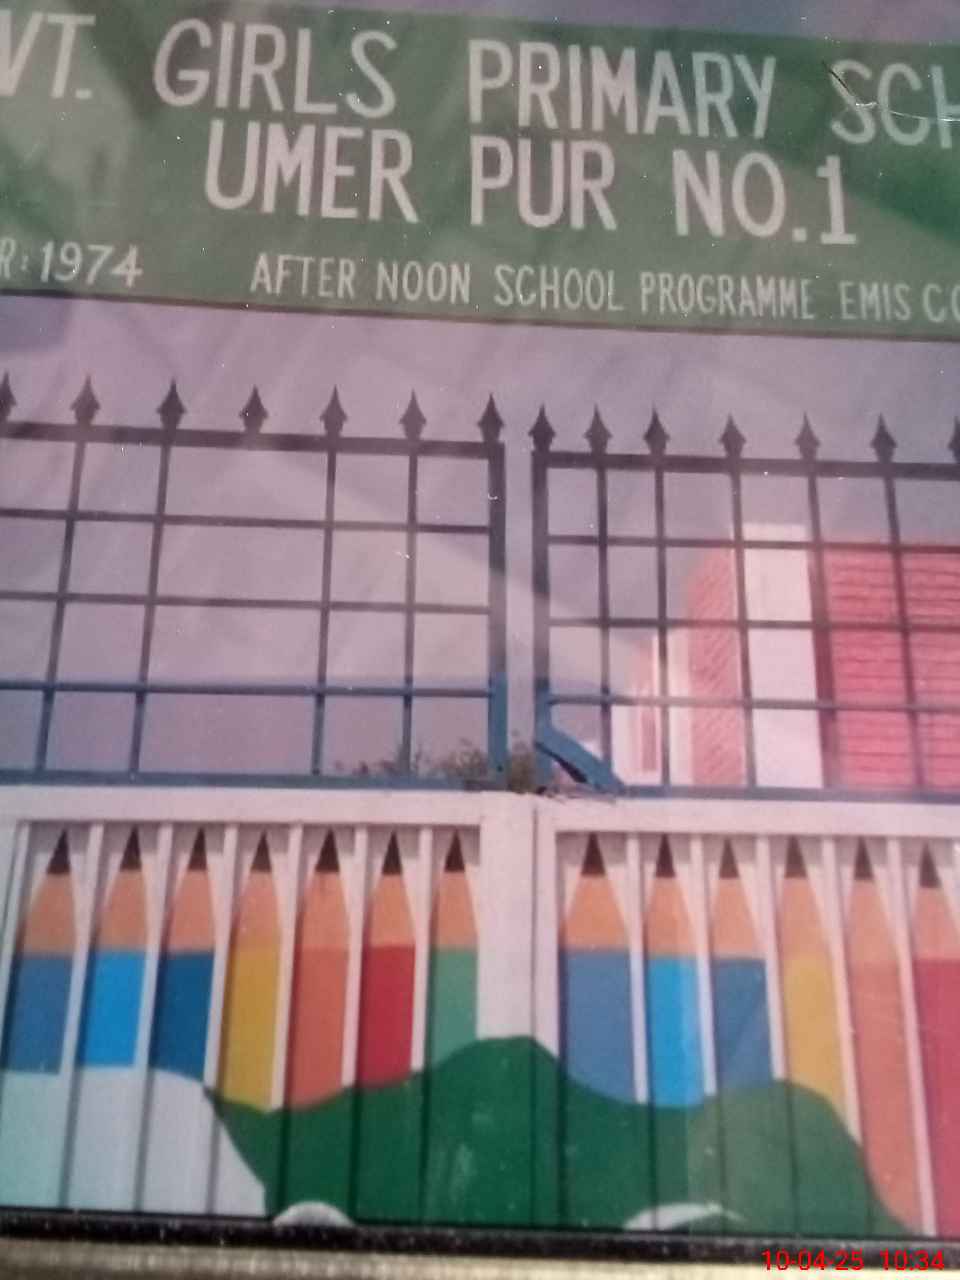 VT. GIRLS PRIMARY SCH
UMER PUR NO.1
R: 1974 AFTER NOON SCHOOL PROGRAMME EMIS CO
10-04-25 10:34